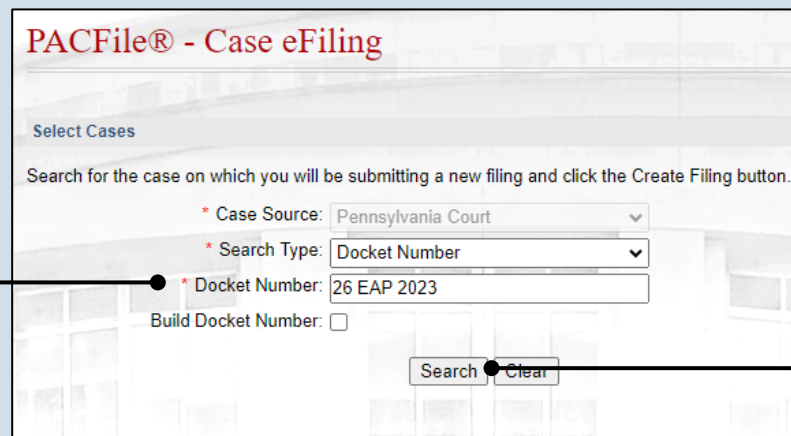 PACFile® - Case eFiling
Select Cases
Search for the case on which you will be submitting a new filing and click the Create Filing button.
* Case Source: Pennsylvania Court
* Search Type: Docket Number
* Docket Number: 26 EAP 2023
Build Docket Number:
Search Clear